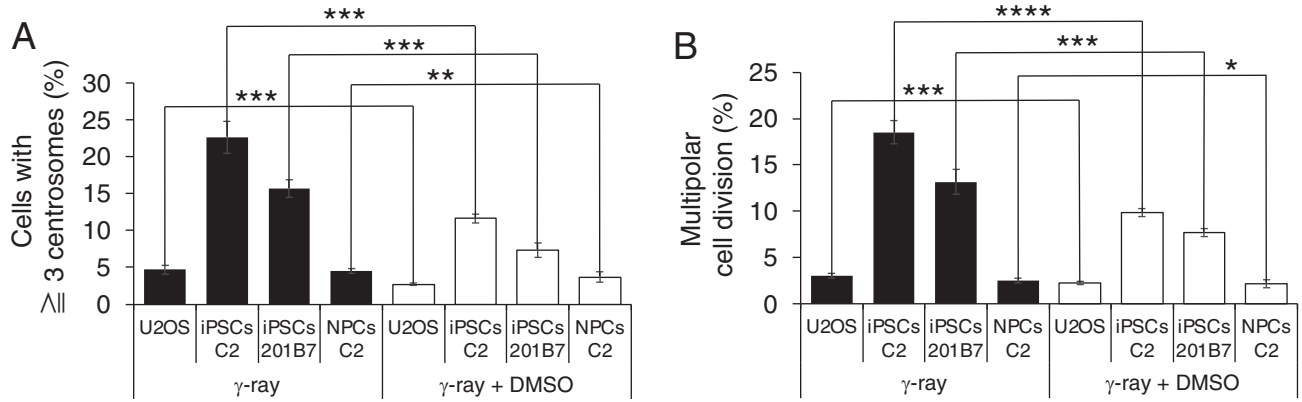 A
Cells with
≧ 3 centrosomes (%)
30
25
20
15
10
5
0
***
***
**
***
U2OS iPSCs iPSCs NPCs U2OS iPSCs iPSCs NPCs
C2 201B7 C2 C2 201B7 C2
γ-ray γ-ray + DMSO
B
Multipolar
cell division (%)
25
20
15
10
5
0
****
***
*
***
U2OS iPSCs iPSCs NPCs U2OS iPSCs iPSCs NPCs
C2 201B7 C2 C2 201B7 C2
γ-ray γ-ray + DMSO